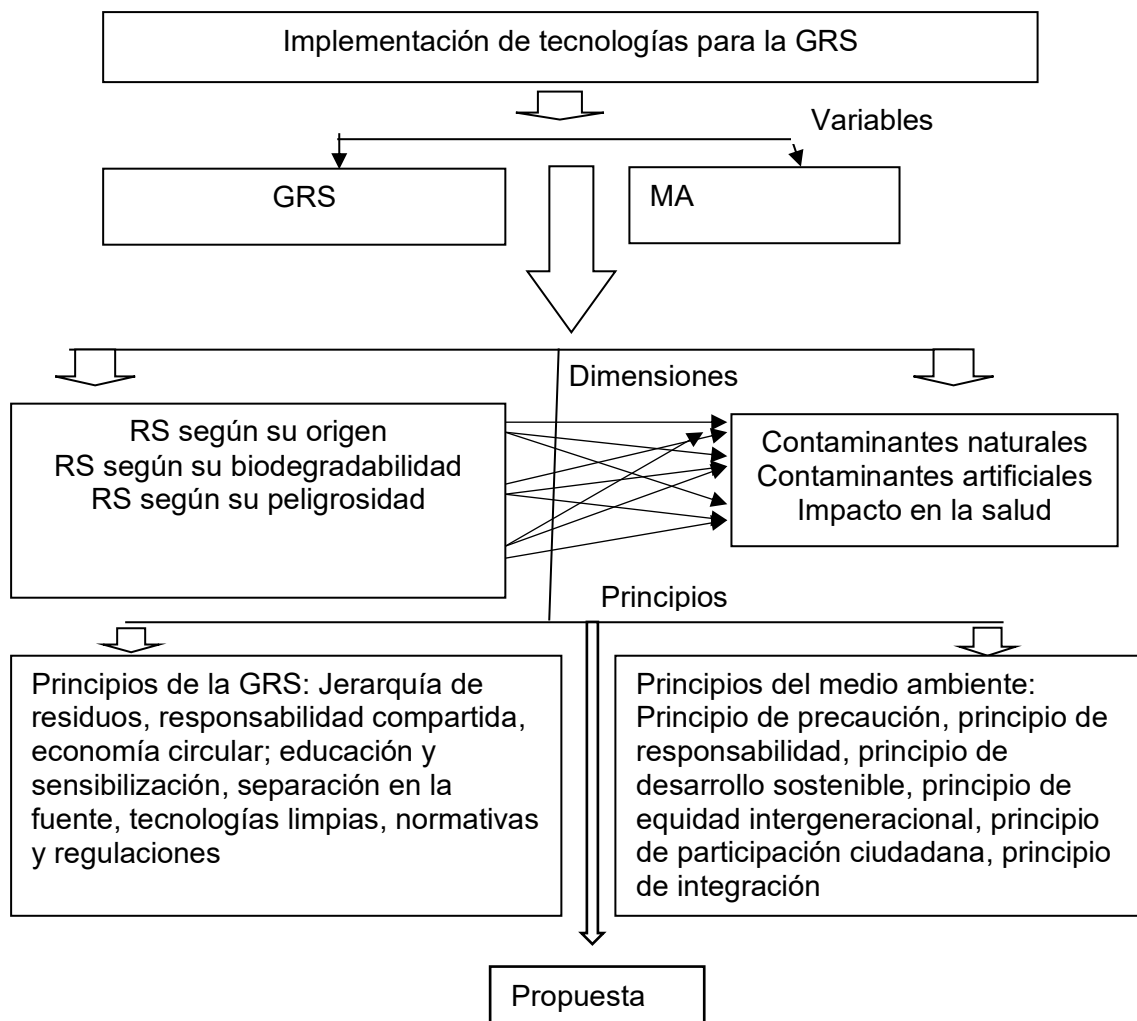 Implementación de tecnologías para la GRS
Variables
GRS
MA
Dimensiones
RS según su origen
RS según su biodegradabilidad
RS según su peligrosidad
Contaminantes naturales
Contaminantes artificiales
Impacto en la salud
Principios
Principios de la GRS: Jerarquía de
residuos, responsabilidad compartida,
economía circular; educación y
sensibilización, separación en la
fuente, tecnologías limpias, normativas
y regulaciones
Principios del medio ambiente:
Principio de precaución, principio de
responsabilidad, principio de
desarrollo sostenible, principio de
equidad intergeneracional, principio
de participación ciudadana, principio
de integración
Propuesta